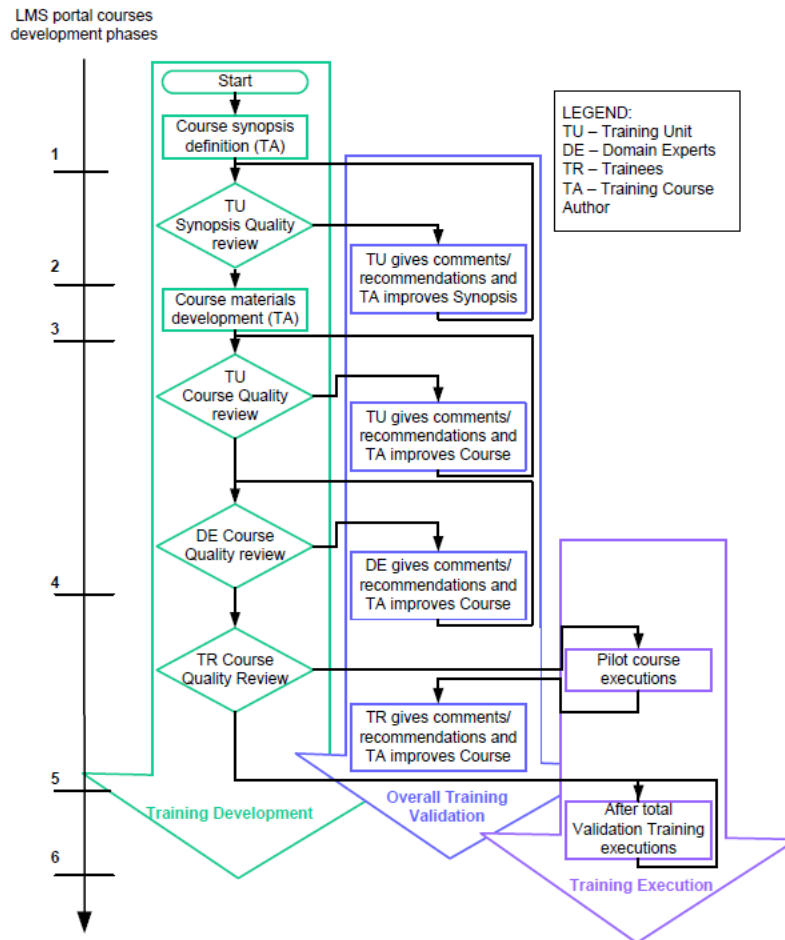 LMS portal courses
development phases
Start
Course synopsis
definition (TA)
LEGEND:
TU – Training Unit
DE – Domain Experts
TR – Trainees
TA – Training Course
Author
1
TU
Synopsis Quality
review
TU gives comments/
recommendations and
TA improves Synopsis
2
Course materials
development (TA)
3
TU
Course Quality
review
TU gives comments/
recommendations and
TA improves Course
DE Course
Quality review
DE gives comments/
recommendations and
TA improves Course
4
TR Course
Quality Review
Pilot course
executions
TR gives comments/
recommendations and
TA improves Course
5
Training Development
Overall Training
Validation
After total
Validation Training
executions
6
Training Execution